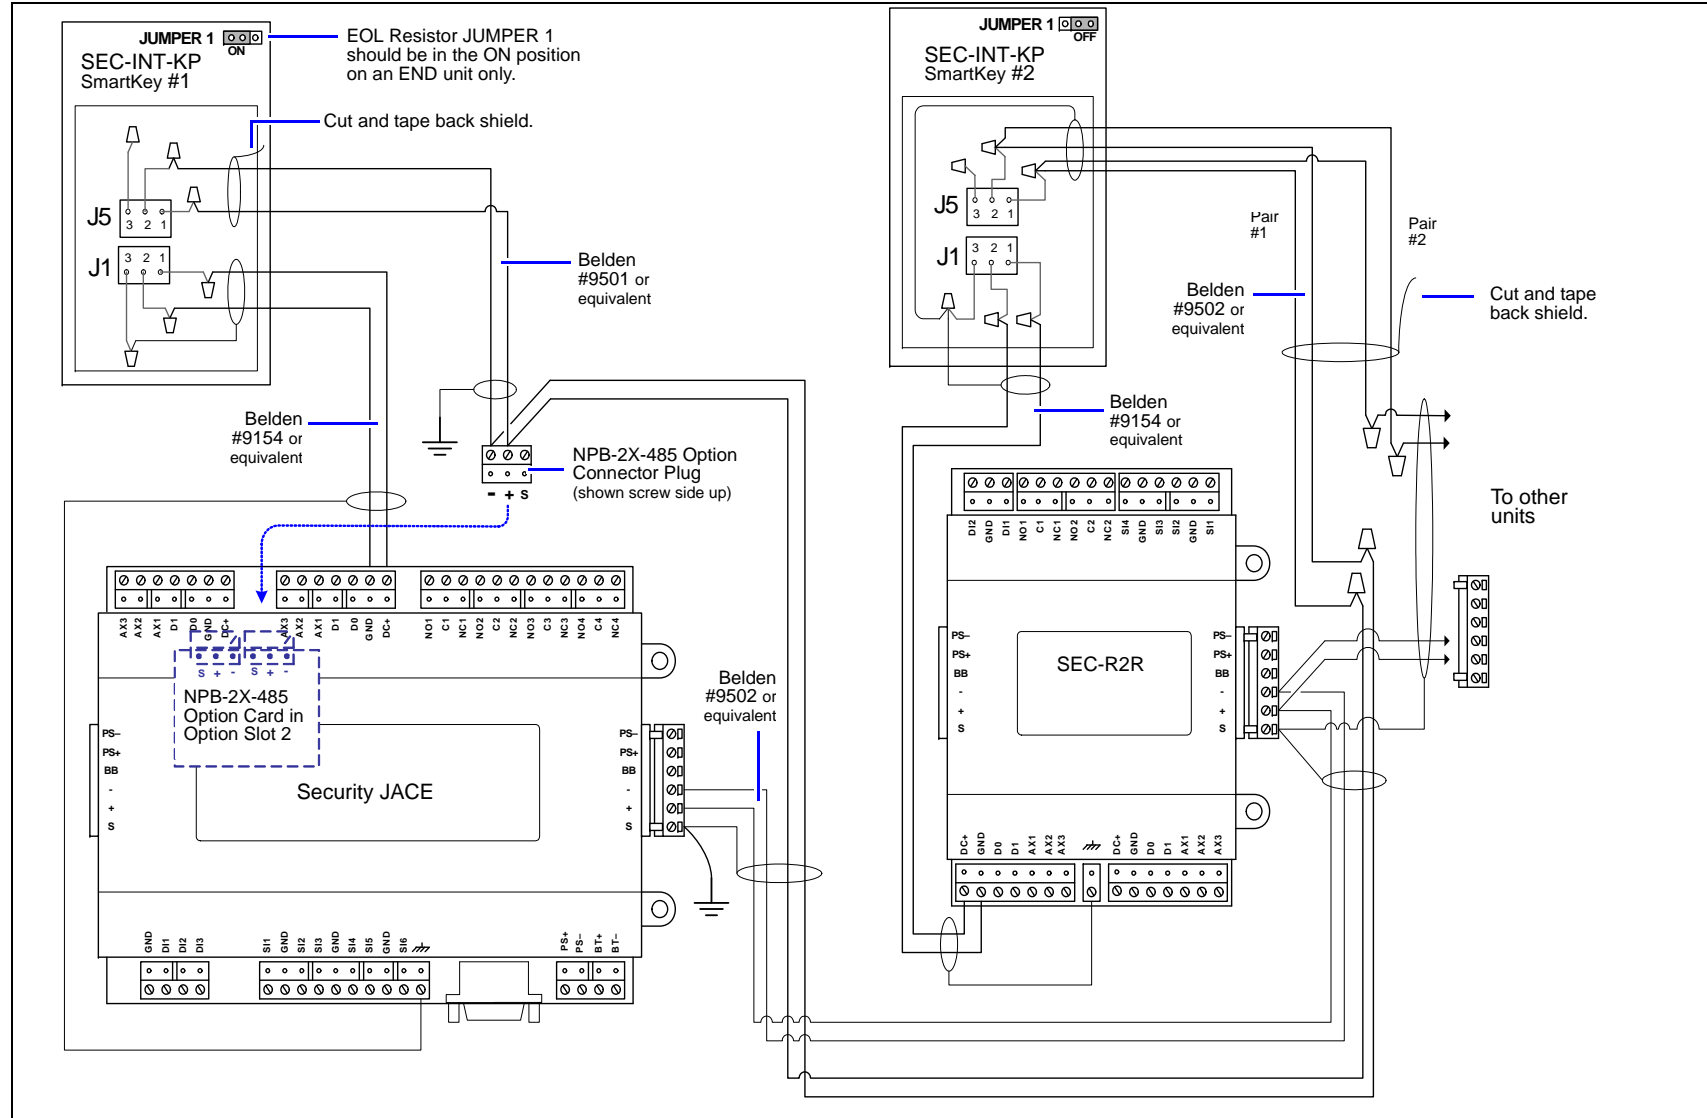 JUMPER 1
ON
SEC-INT-KP
SmartKey #1
EOL Resistor JUMPER 1
should be in the ON position
on an END unit only.
Cut and tape back shield.
J5
3 2 1
J1
3 2 1
Belden
#9501 or
equivalent
Belden
#9154 or
equivalent
NPB-2X-485 Option
Connector Plug
(shown screw side up)
- + S
JUMPER 1
OFF
SEC-INT-KP
SmartKey #2
J5
3 2 1
J1
3 2 1
Pair
#1
Pair
#2
Belden
#9502 or
equivalent
Cut and tape
back shield.
Belden
#9154 or
equivalent
To other
units
AX3 AX2 AX1 D1 D0 GND DC+
AX3 AX2 AX1 D1 D0 GND DC+
NO1 C1 NC1 NO2 C2 NC2 NO3 C3 NC3 NO4 C4 NC4
S + - S + -
NPB-2X-485
Option Card in
Option Slot 2
PS–
PS+
BB
-
+
S
Security JACE
PS–
PS+
BB
-
+
S
Belden
#9502 or
equivalent
GND DI1 DI2 DI3
SI1 GND SI2 SI3 GND SI4 SI5 GND SI6
PS+ PS– BT+ BT–
DI2 GND DI1 NO1 C1 NC1 NO2 C2 NC2 SI4 GND SI3 SI2 GND SI1
PS–
PS+
BB
-
+
S
SEC-R2R
PS–
PS+
BB
-
+
S
DC+ GND D0 D1 AX1 AX2 AX3
DC+ GND D0 D1 AX1 AX2 AX3